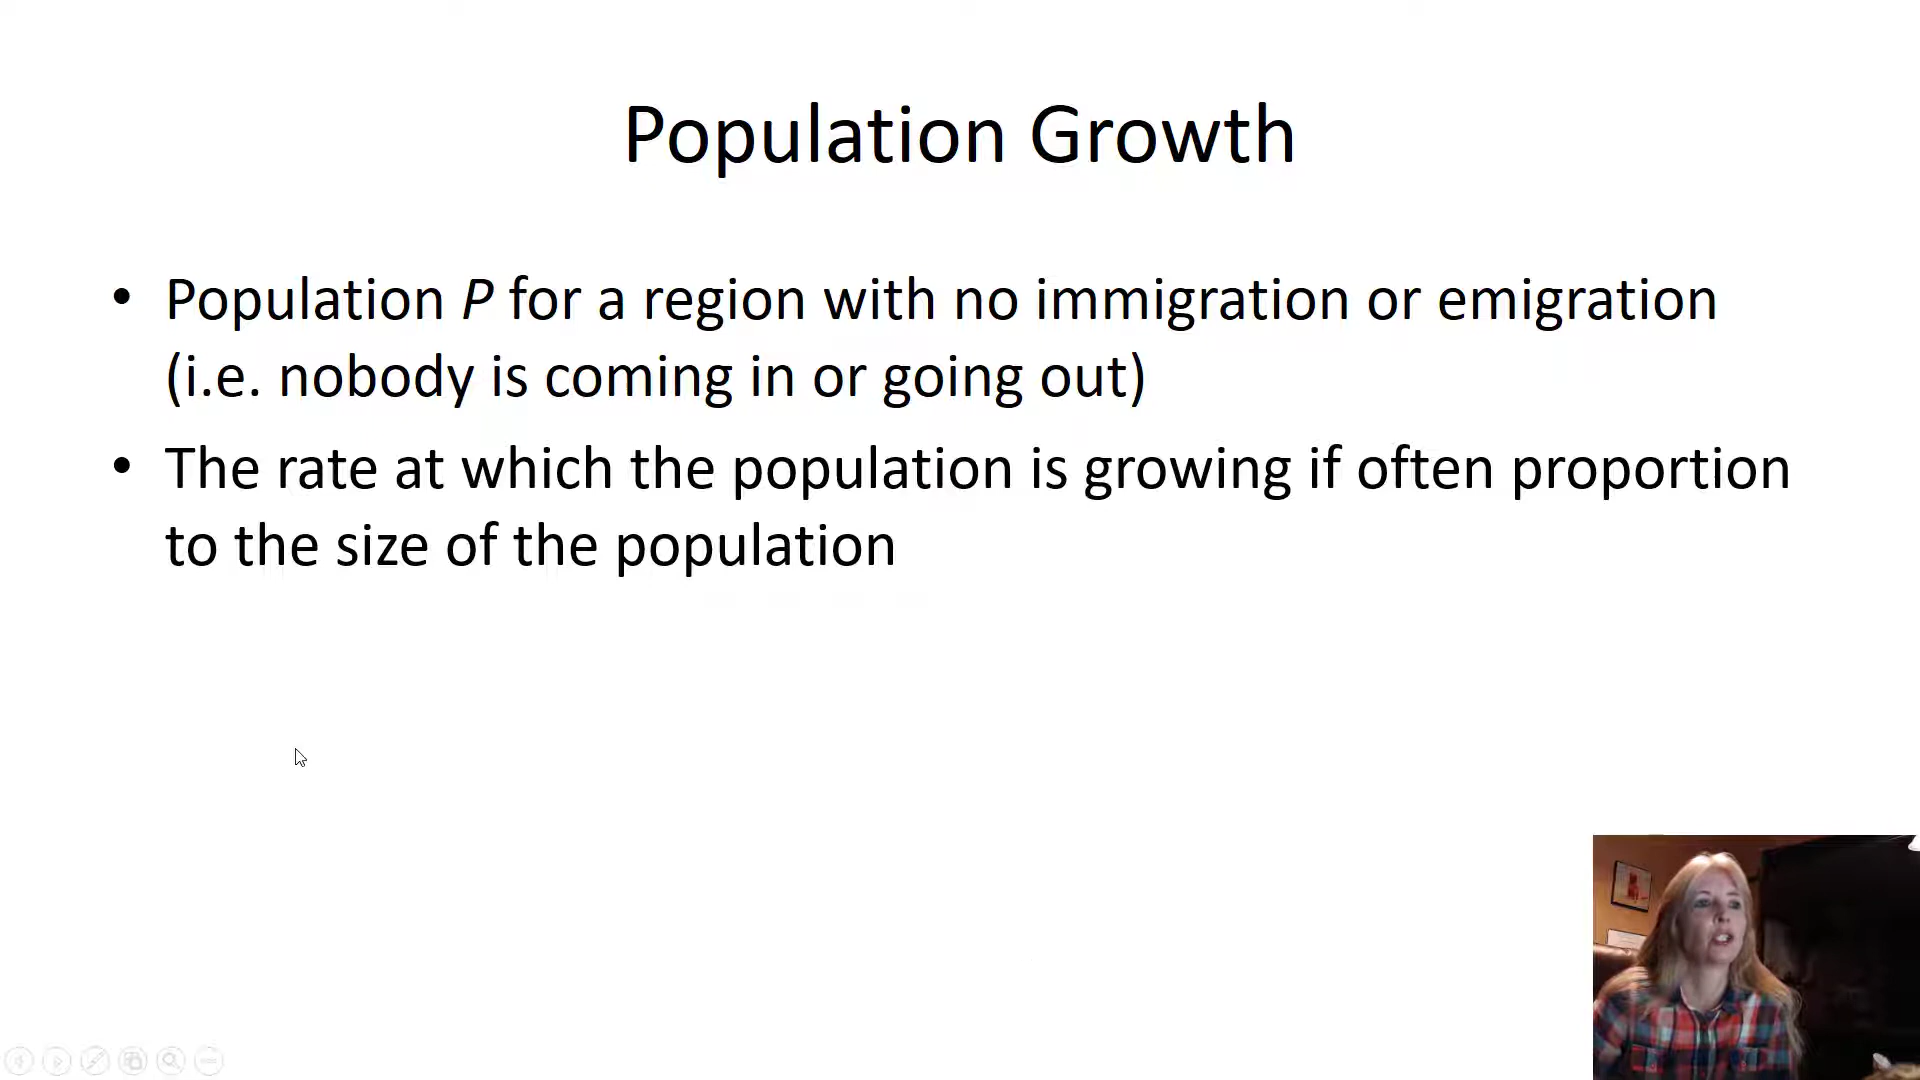 Population Growth
• Population P for a region with no immigration or emigration
(i.e. nobody is coming in or going out)
• The rate at which the population is growing if often proportion
to the size of the population